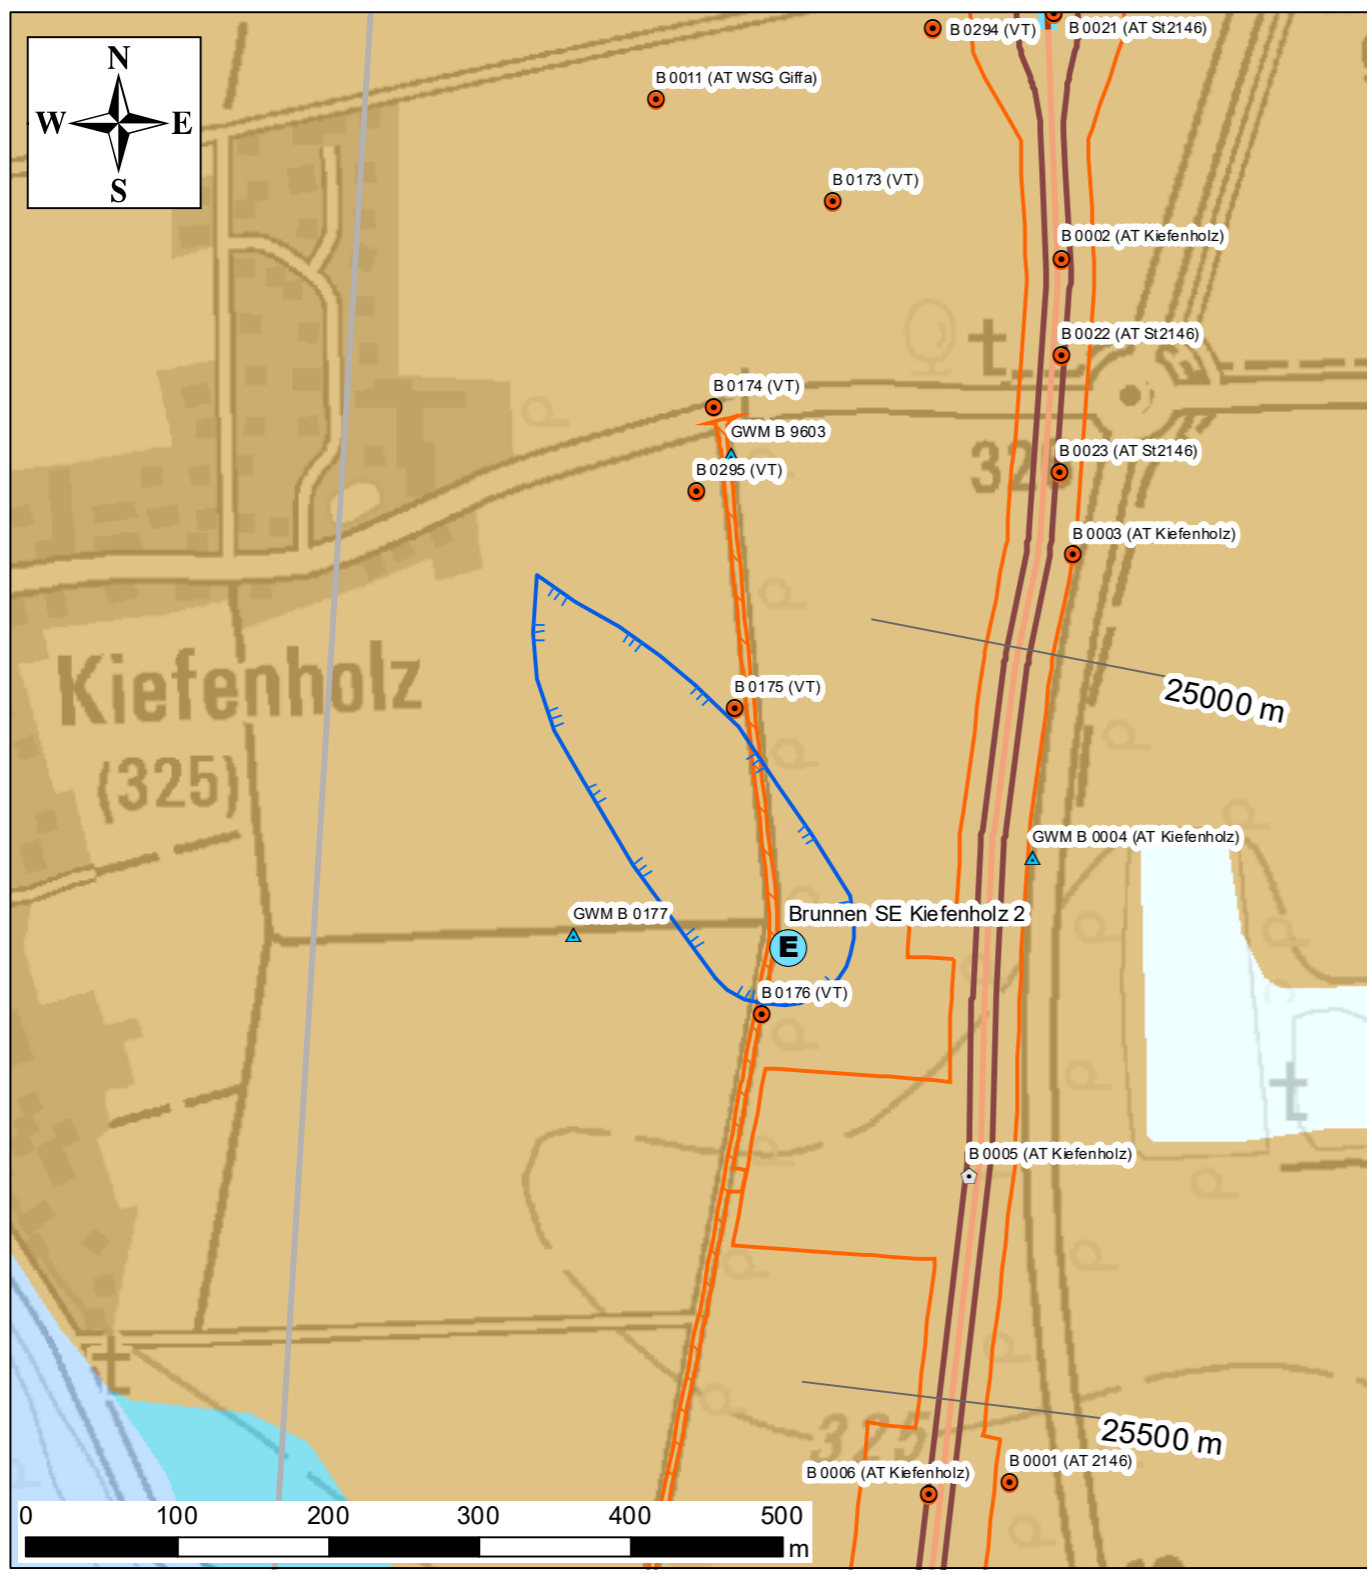 B 0294 (VT)
B 0021 (AT St2146)
N
W
E
S
B 0011 (AT WSG Giffa)
B 0173 (VT)
B 0002 (AT Kiefenholz)
B 0022 (AT St2146)
B 0174 (VT)
GWM B 9603
B 0295 (VT)
B 0023 (AT St2146)
B 0003 (AT Kiefenholz)
Kiefenholz
(325)
B 0175 (VT)
25000 m
GWM B 0004 (AT Kiefenholz)
GWM B 0177
Brunnen SE Kiefenholz 2
E
B 0176 (VT)
B 0005 (AT Kiefenholz)
325
25500 m
B 0006 (AT Kiefenholz)
B 0001 (AT 2146)
0 100 200 300 400 500
m